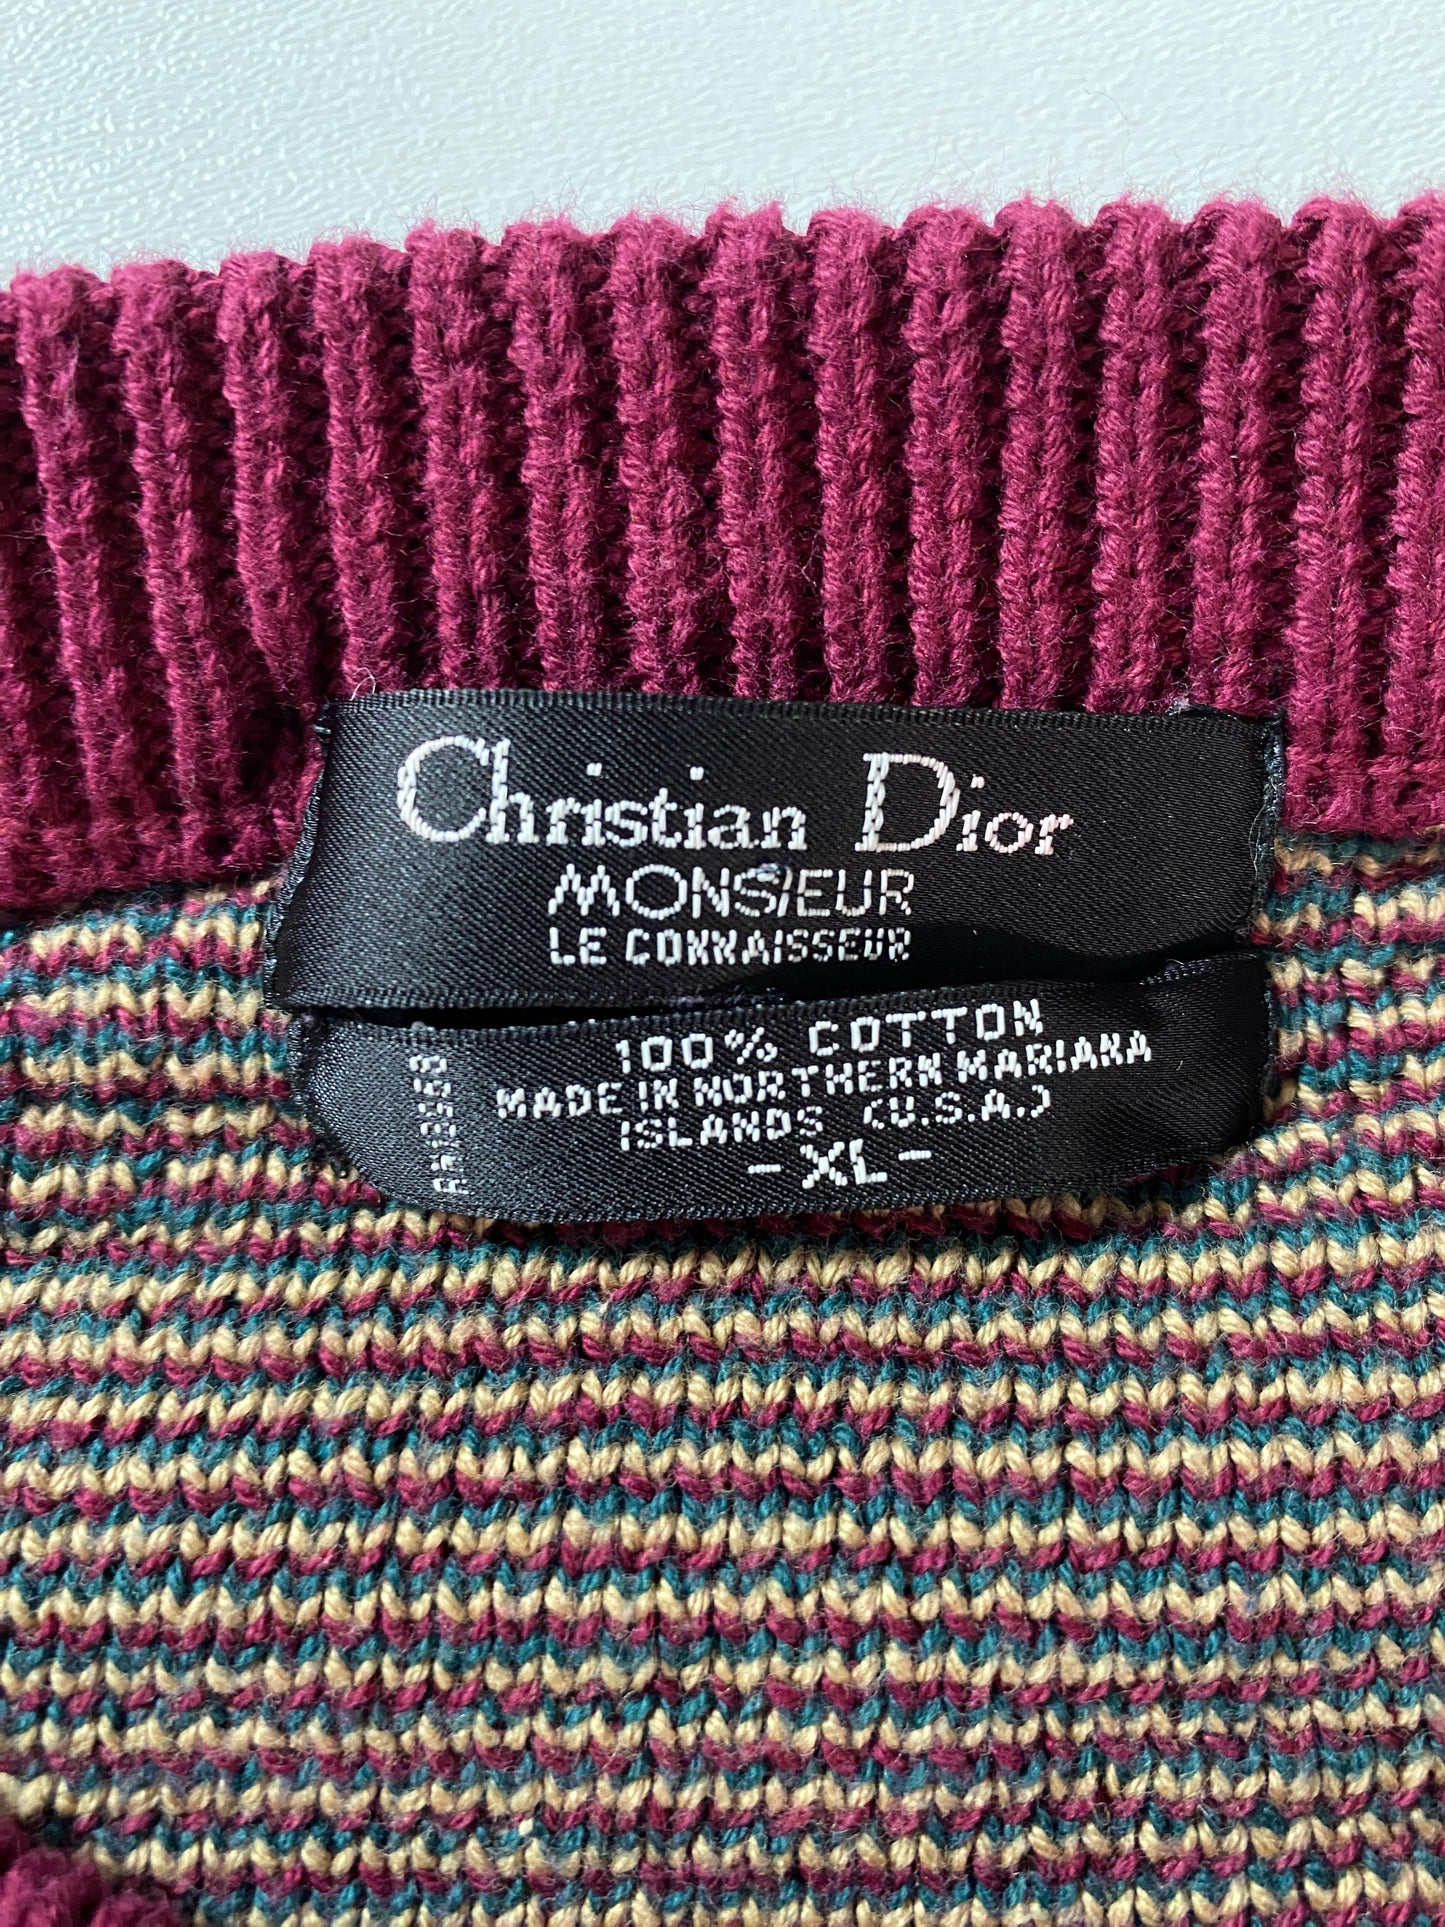 Christian Dior
MONSIEUR
LE CONNAISSEUR
100% COTTON
MADE IN NORTHERN MARIANA
ISLANDS (U.S.A.)
-XL-